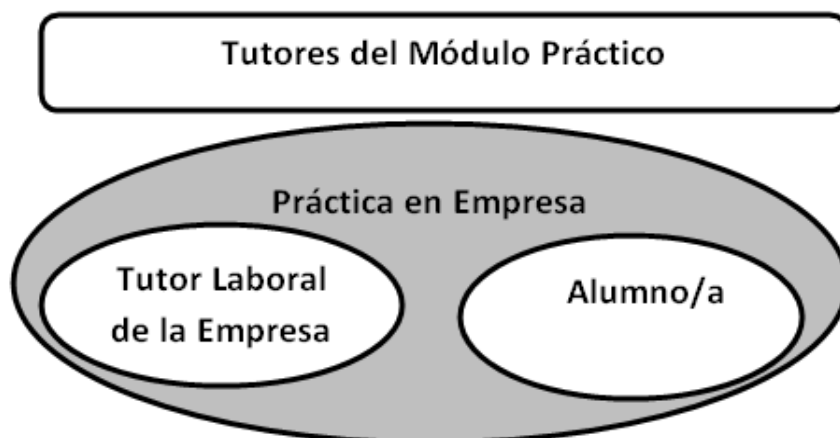 Tutores del Módulo Práctico
Práctica en Empresa
Tutor Laboral
de la Empresa
Alumno/a